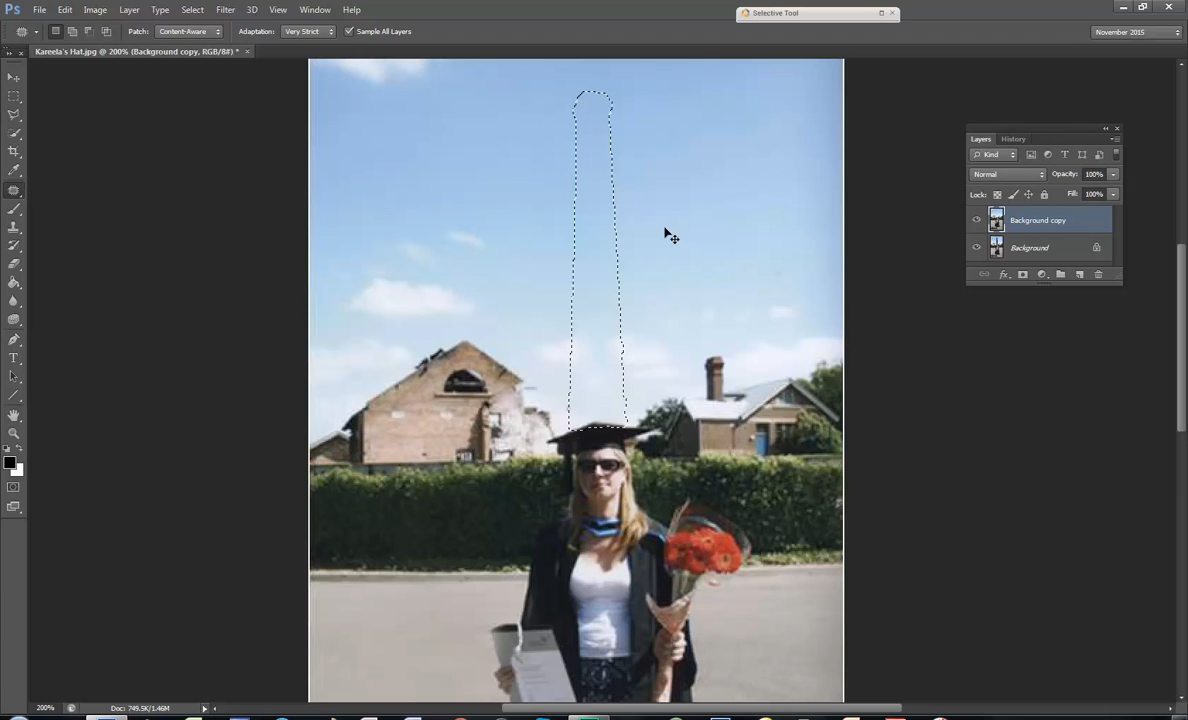 Ps File Edit Image Layer Type Select Filter 3D View Window Help
Selective Tool
Patch: Content-Aware Adaptation: Very Strict Sample All Layers
November 2015
Kareela's Hat.jpg @ 200% (Background copy, RGB/8#) *
Layers History
Kind
Normal Opacity: 100%
Lock: Fill: 100%
Background copy
Background
fx
200% Doc: 749.5K/1.46M